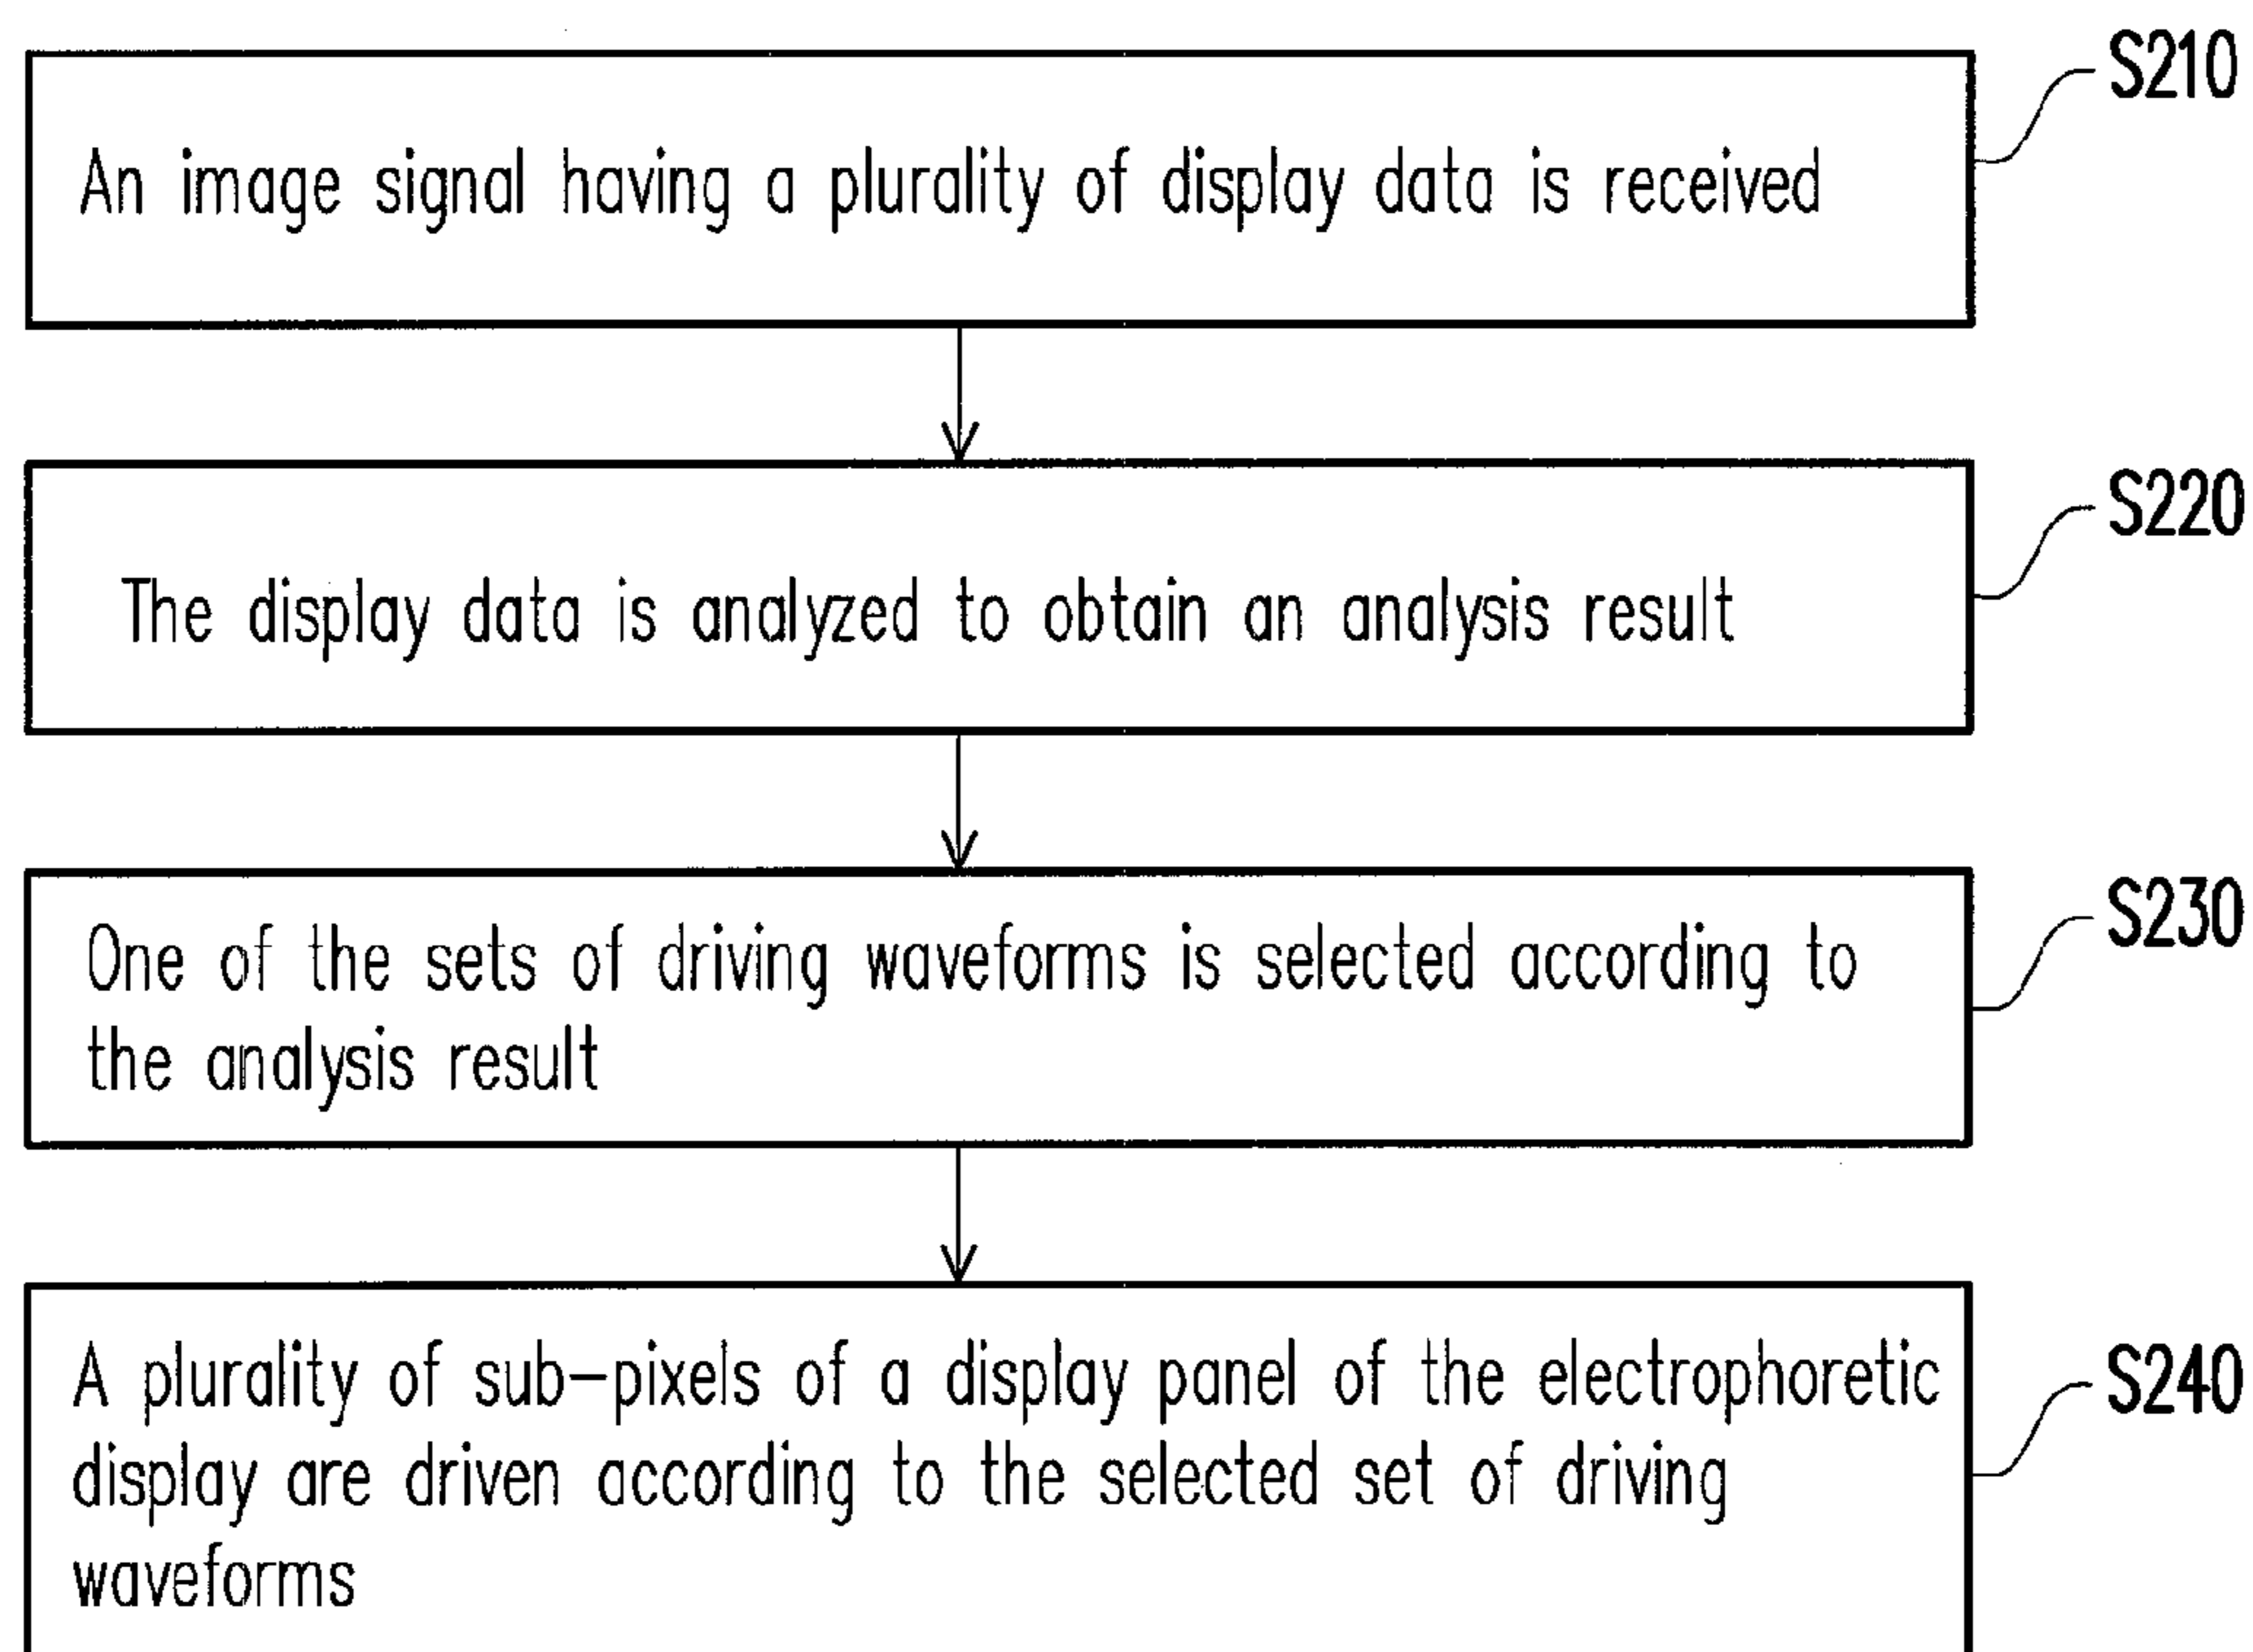 S210
An image signal having a plurality of display data is received
S220
The display data is analyzed to obtain an analysis result
S230
One of the sets of driving waveforms is selected according to
the analysis result
S240
A plurality of sub-pixels of a display panel of the electrophoretic
display are driven according to the selected set of driving
waveforms